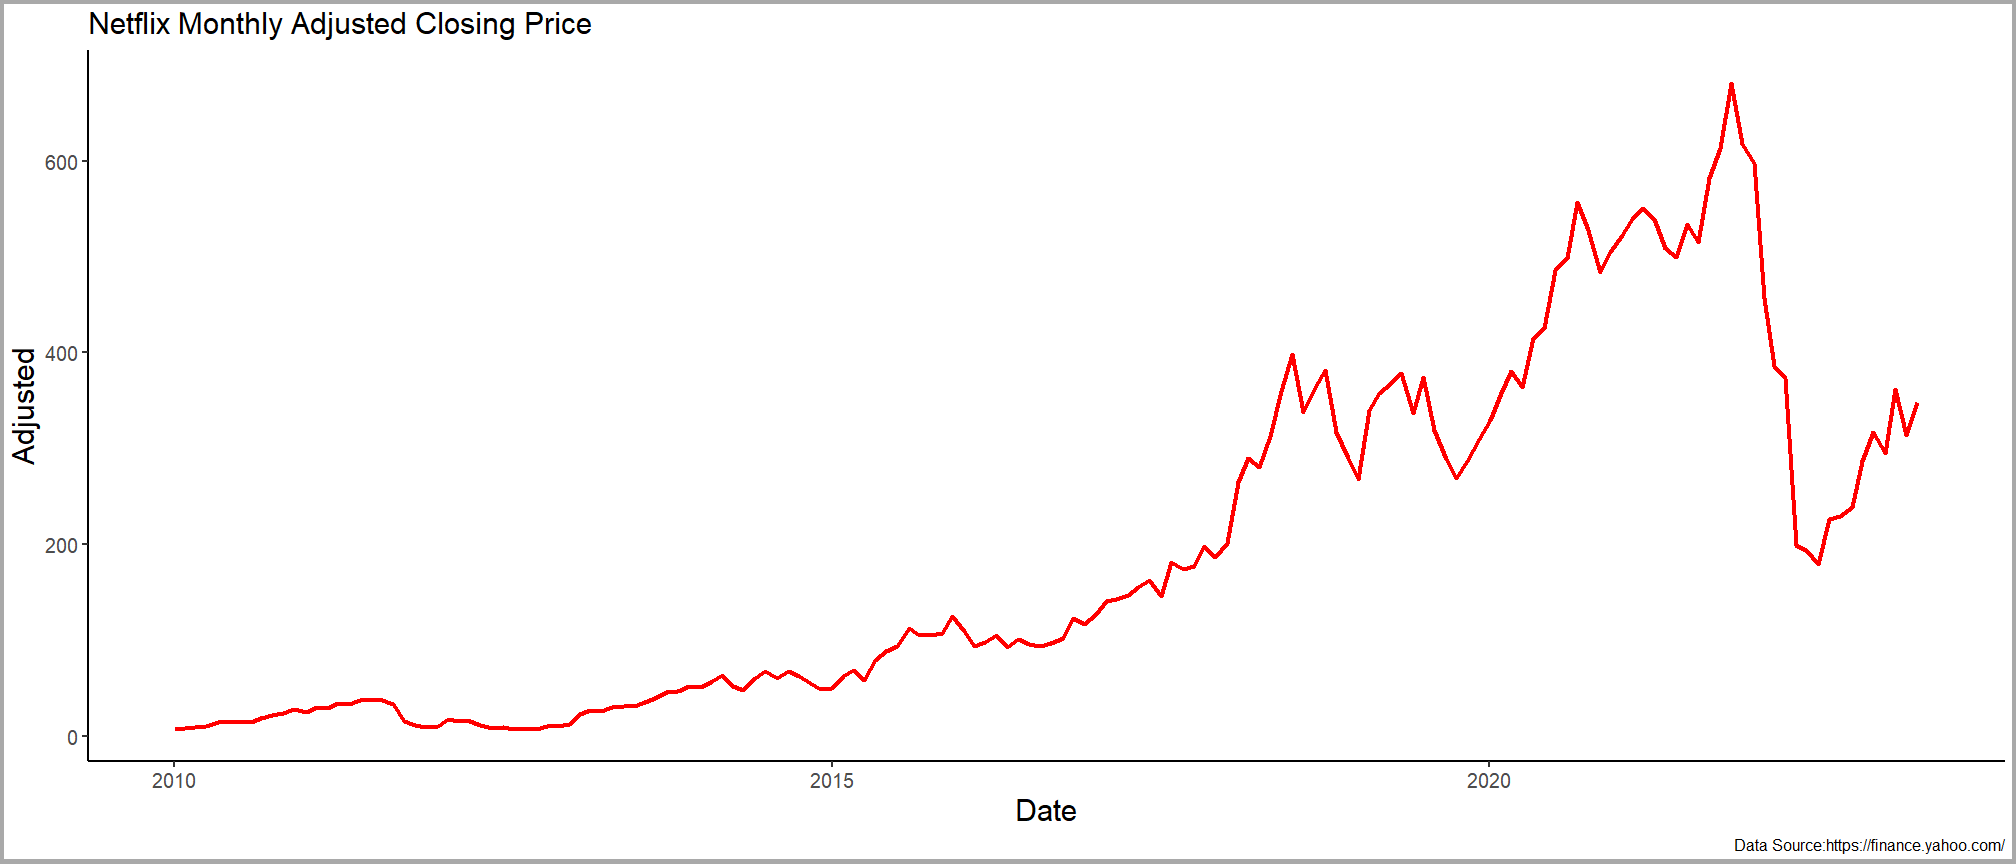 Netflix Monthly Adjusted Closing Price
Adjusted
600
400
200
0
2010
2015
2020
Date
Data Source:https://finance.yahoo.com/